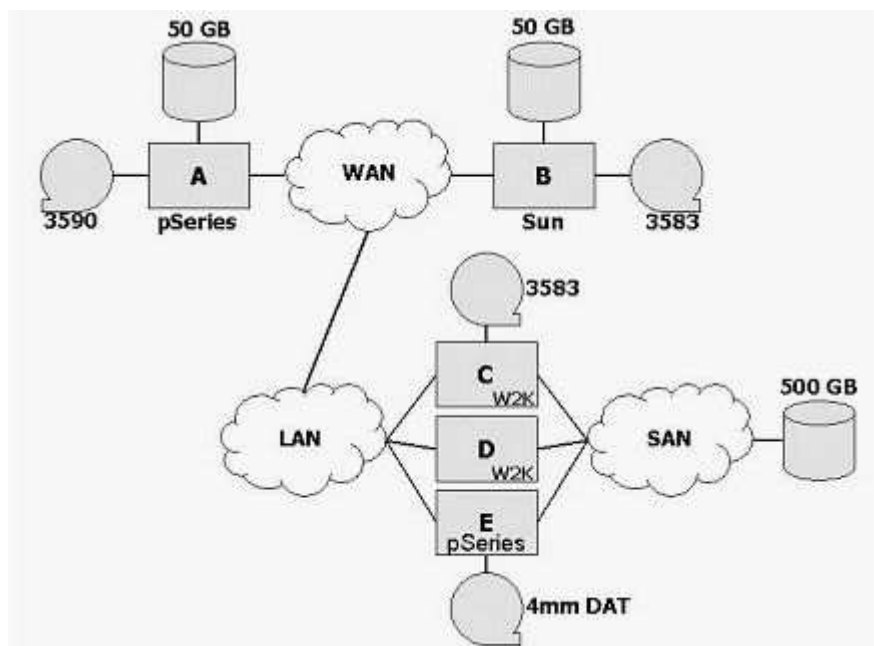 50 GB
50 GB
A
WAN
B
3590
pSeries
Sun
3583
3583
C
W2K
500 GB
LAN
D
W2K
SAN
E
pSeries
4mm DAT